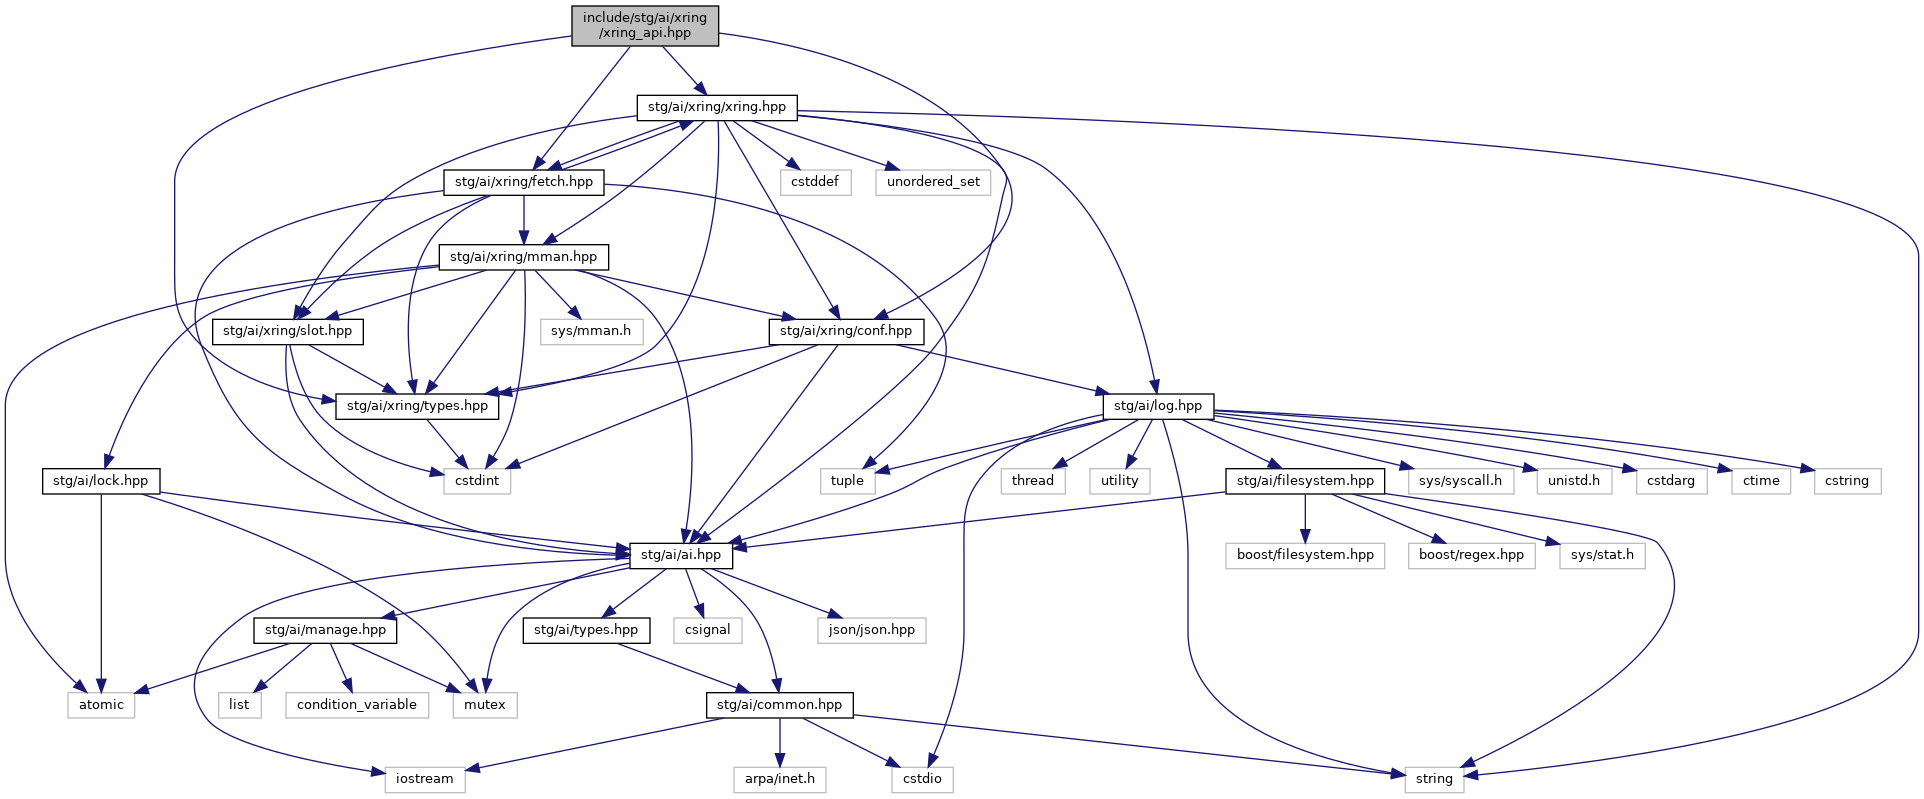 include/stg/ai/xring
/xring_api.hpp
stg/ai/xring/xring.hpp
stg/ai/xring/fetch.hpp
cstddef
unordered_set
stg/ai/xring/mman.hpp
stg/ai/xring/slot.hpp
sys/mman.h
stg/ai/xring/conf.hpp
stg/ai/xring/types.hpp
stg/ai/log.hpp
stg/ai/lock.hpp
cstdint
tuple
thread
utility
stg/ai/filesystem.hpp
sys/syscall.h
unistd.h
cstdarg
ctime
cstring
stg/ai/ai.hpp
boost/filesystem.hpp
boost/regex.hpp
sys/stat.h
stg/ai/manage.hpp
stg/ai/types.hpp
csignal
json/json.hpp
atomic
list
condition_variable
mutex
stg/ai/common.hpp
iostream
arpa/inet.h
cstdio
string